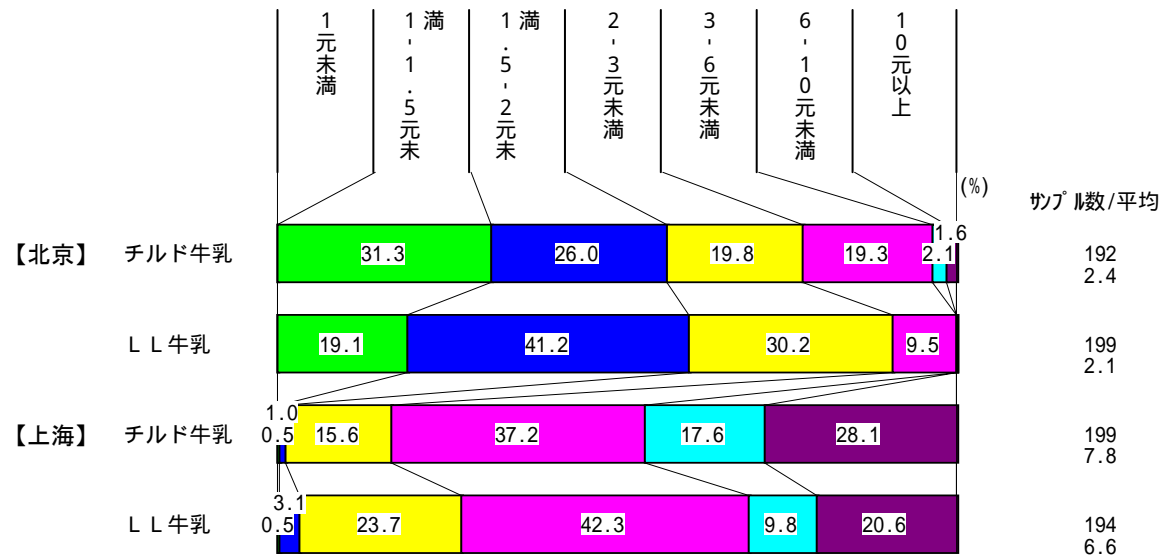 1元未満
1-1.5元未満
1.5-2元未満
2-3元未満
3-6元未満
6-10元未満
10元以上
(%)
サンプル数/平均
【北京】 チルド牛乳 31.3 26.0 19.8 19.3 2.1 1.6 192
2.4
LL牛乳 19.1 41.2 30.2 9.5 199
2.1
【上海】 チルド牛乳 0.5 1.0 15.6 37.2 17.6 28.1 199
7.8
LL牛乳 0.5 3.1 23.7 42.3 9.8 20.6 194
6.6